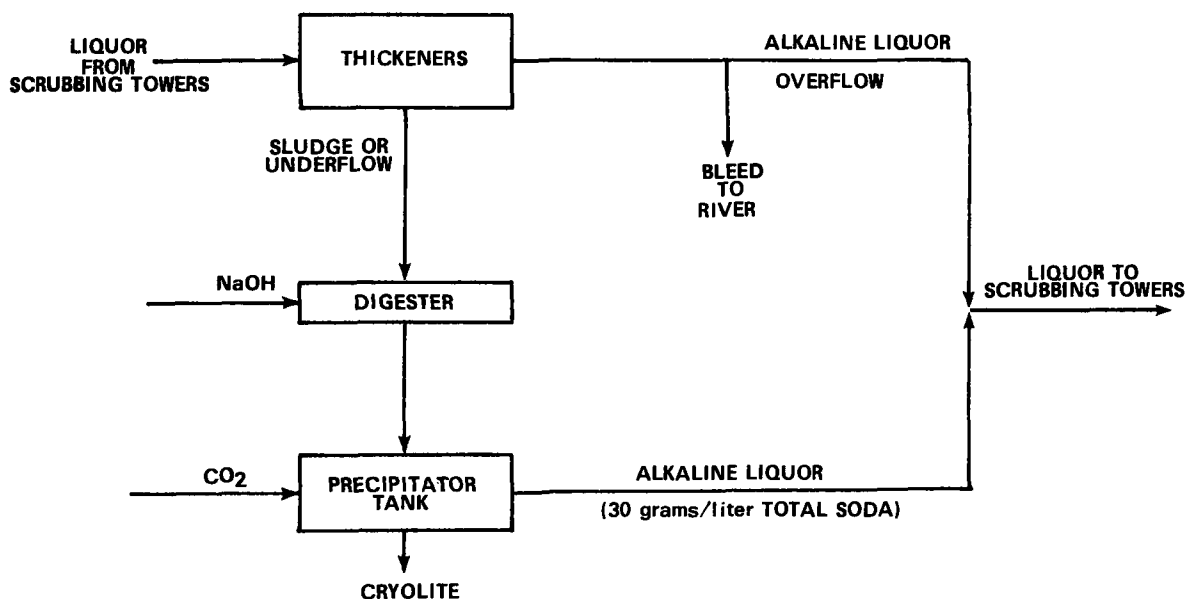 LIQUOR
FROM
SCRUBBING TOWERS
THICKENERS
ALKALINE LIQUOR
OVERFLOW
SLUDGE OR
UNDERFLOW
BLEED
TO
RIVER
NaOH
DIGESTER
LIQUOR TO
SCRUBBING TOWERS
CO2
PRECIPITATOR
TANK
ALKALINE LIQUOR
(30 grams/liter TOTAL SODA)
CRYOLITE